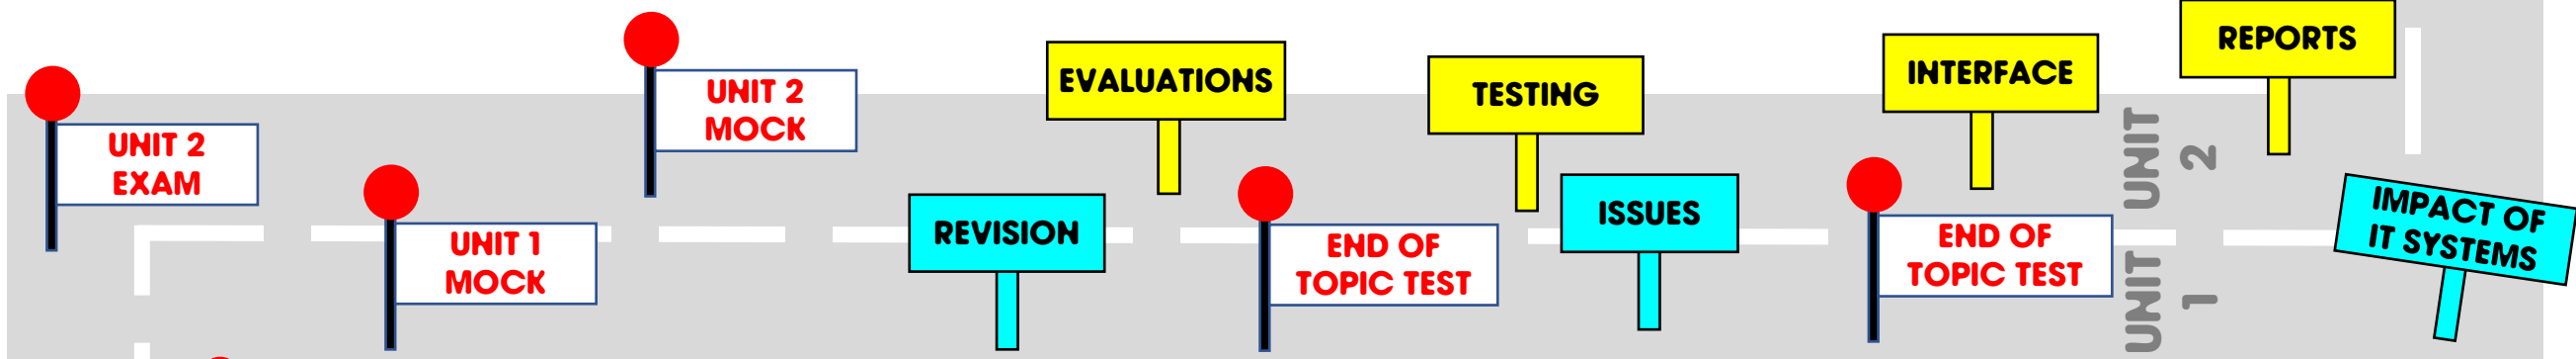 UNIT 2
EXAM
UNIT 2
MOCK
UNIT 1
MOCK
EVALUATIONS
REVISION
TESTING
END OF
TOPIC TEST
ISSUES
INTERFACE
END OF
TOPIC TEST
UNIT
2
UNIT
1
REPORTS
IMPACT OF
IT SYSTEMS